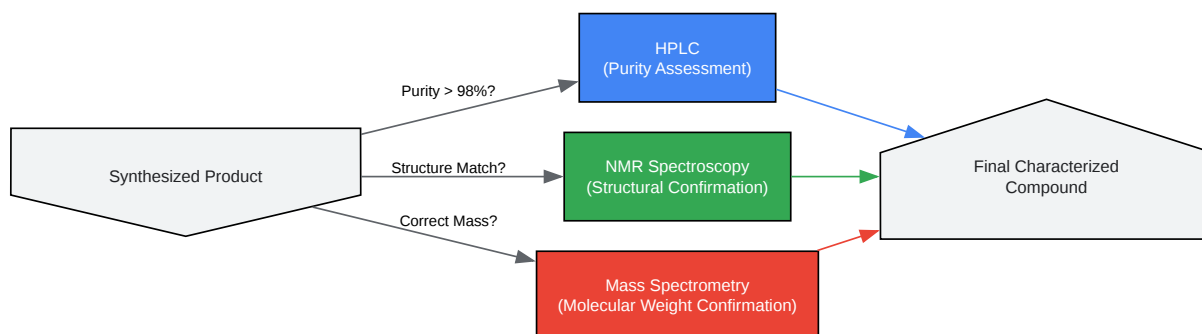 Synthesized Product
Purity > 98%?
Structure Match?
Correct Mass?
HPLC
(Purity Assessment)
NMR Spectroscopy
(Structural Confirmation)
Mass Spectrometry
(Molecular Weight Confirmation)
Final Characterized
Compound